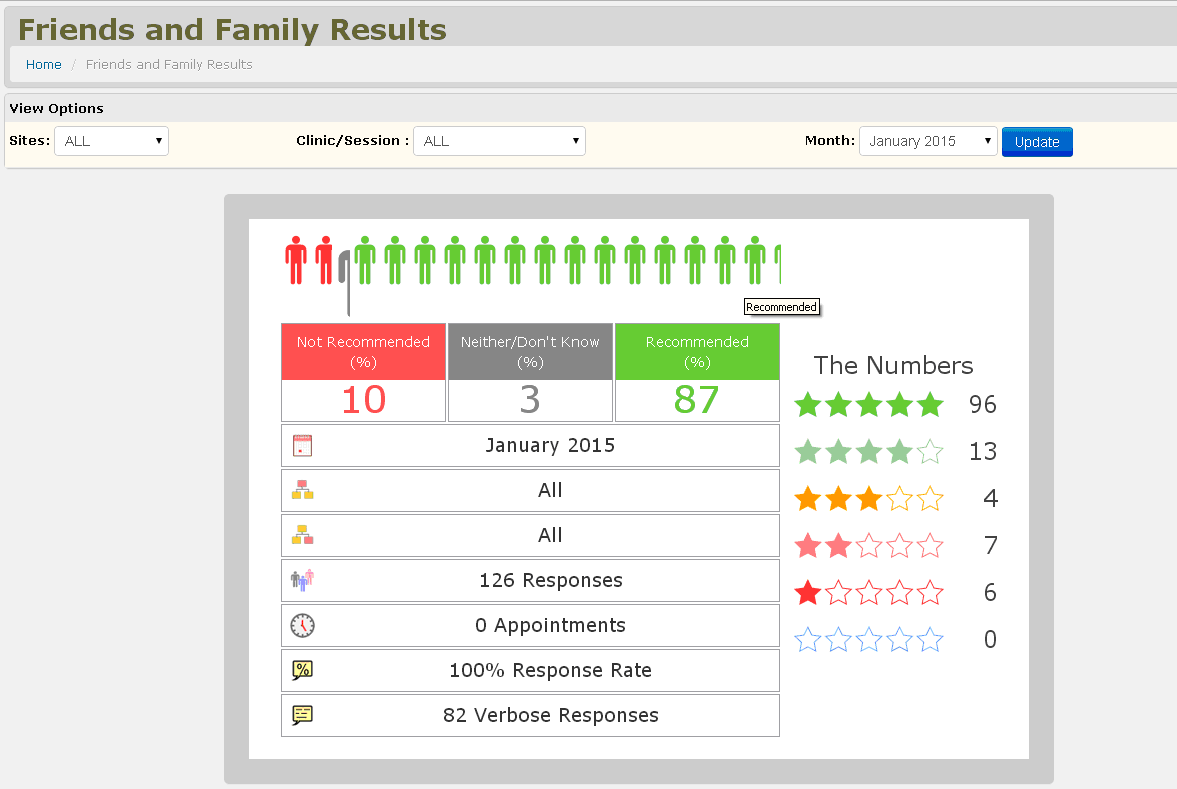 Friends and Family Results
Home / Friends and Family Results
View Options
Sites: ALL Clinic/Session : ALL Month: January 2015 Update
Recommended
Not Recommended (%)
10
Neither/Don't Know (%)
3
Recommended (%)
87
January 2015
All
All
126 Responses
0 Appointments
% 100% Response Rate
82 Verbose Responses
The Numbers
96
13
4
7
6
0